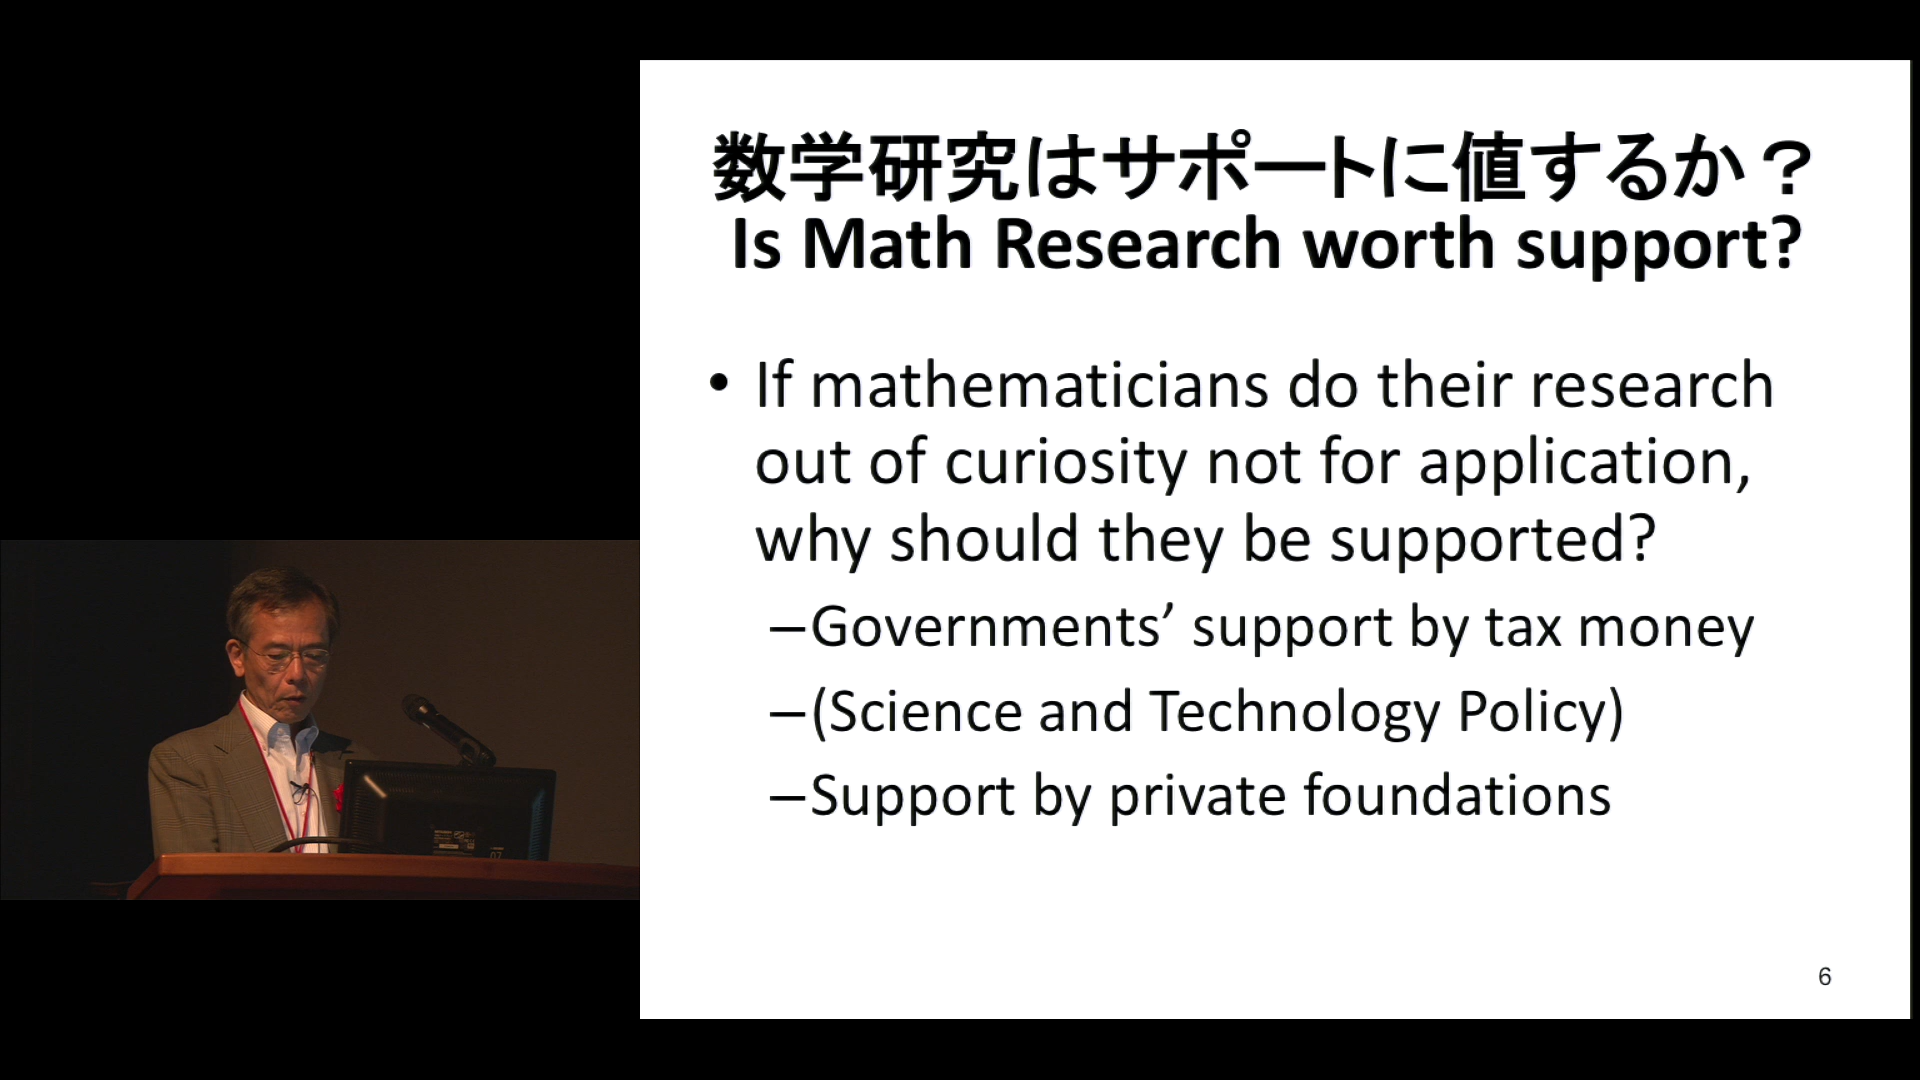 数学研究はサポートに値するか？
Is Math Research worth support?
• If mathematicians do their research
out of curiosity not for application,
why should they be supported?
–Governments’ support by tax money
–(Science and Technology Policy)
–Support by private foundations
6
07